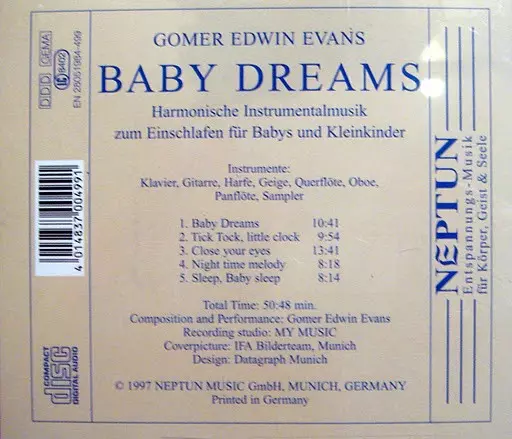 GOMER EDWIN EVANS
BABY DREAMS
Harmonische Instrumentalmusik
zum Einschlafen für Babys und Kleinkinder
Instrumente:
Klavier, Gitarre, Harfe, Geige, Querflöte, Oboe,
Panflöte, Sampler
1. Baby Dreams 10:41
2. Tick Tock, little clock 9:54
3. Close your eyes 13:41
4. Night time melody 8:18
5. Sleep, Baby sleep 8:14
Total Time: 50:48 min.
Composition and Performance: Gomer Edwin Evans
Recording studio: MY MUSIC
Coverpicture: IFA Bilderteam, Munich
Design: Datagraph Munich
© 1997 NEPTUN MUSIC GmbH, MUNICH, GERMANY
Printed in Germany
DDD GEMA
LC 8402
4 014837 004991
COMPACT
disc
DIGITAL AUDIO
NEPTUN
Entspannungs-Musik
für Körper, Geist & Seele